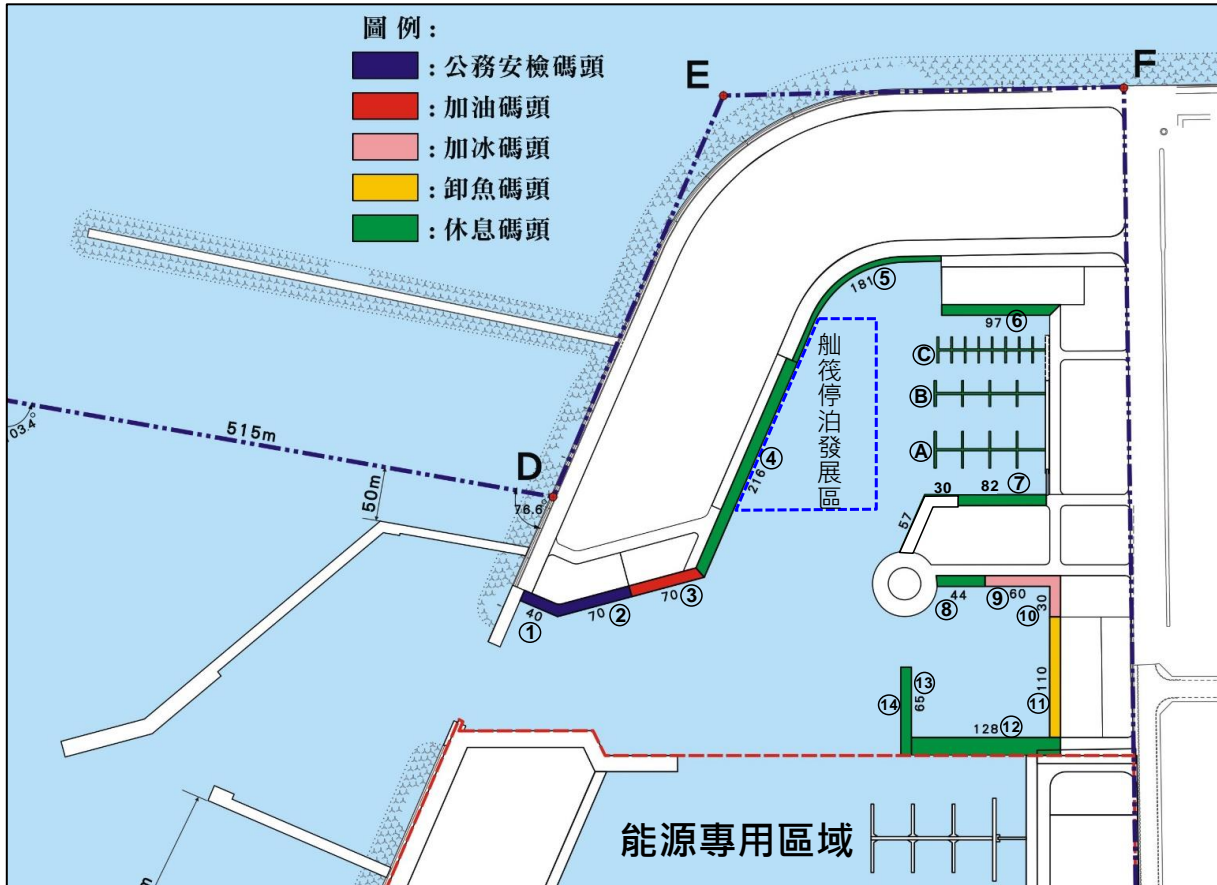 圖 例 :
: 公務安檢碼頭
: 加油碼頭
: 加冰碼頭
: 卸魚碼頭
: 休息碼頭
E
F
181 ⑤
97 ⑥
舢筏停泊發展區
Ⓒ
Ⓑ
Ⓐ
④
216
03.4°
515m
D
76.6°
50m
30
82 ⑦
57
40
①
70 ②
70 ③
44
⑧
⑨ 60
30
⑩
110
⑪
⑬
65
⑭
128 ⑫
能源專用區域
m